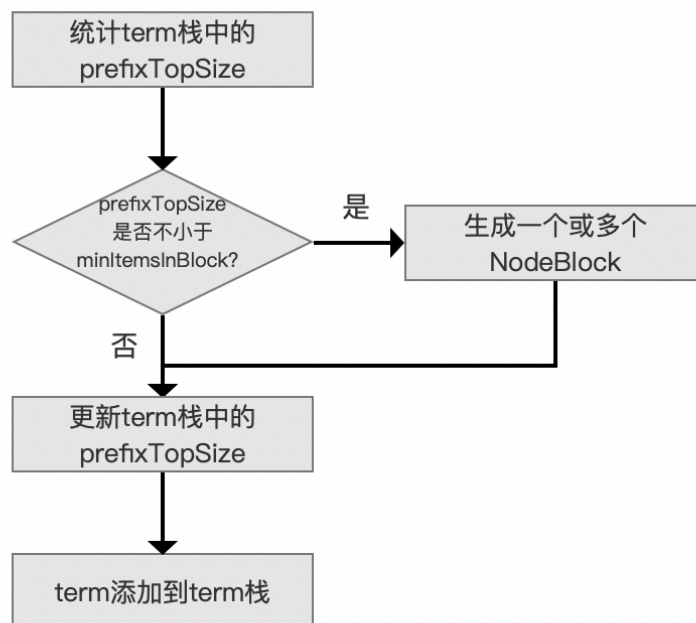 统计term栈中的
prefixTopSize
prefixTopSize
是否不小于
minItemsInBlock?
是
生成一个或多个
NodeBlock
否
更新term栈中的
prefixTopSize
term添加到term栈